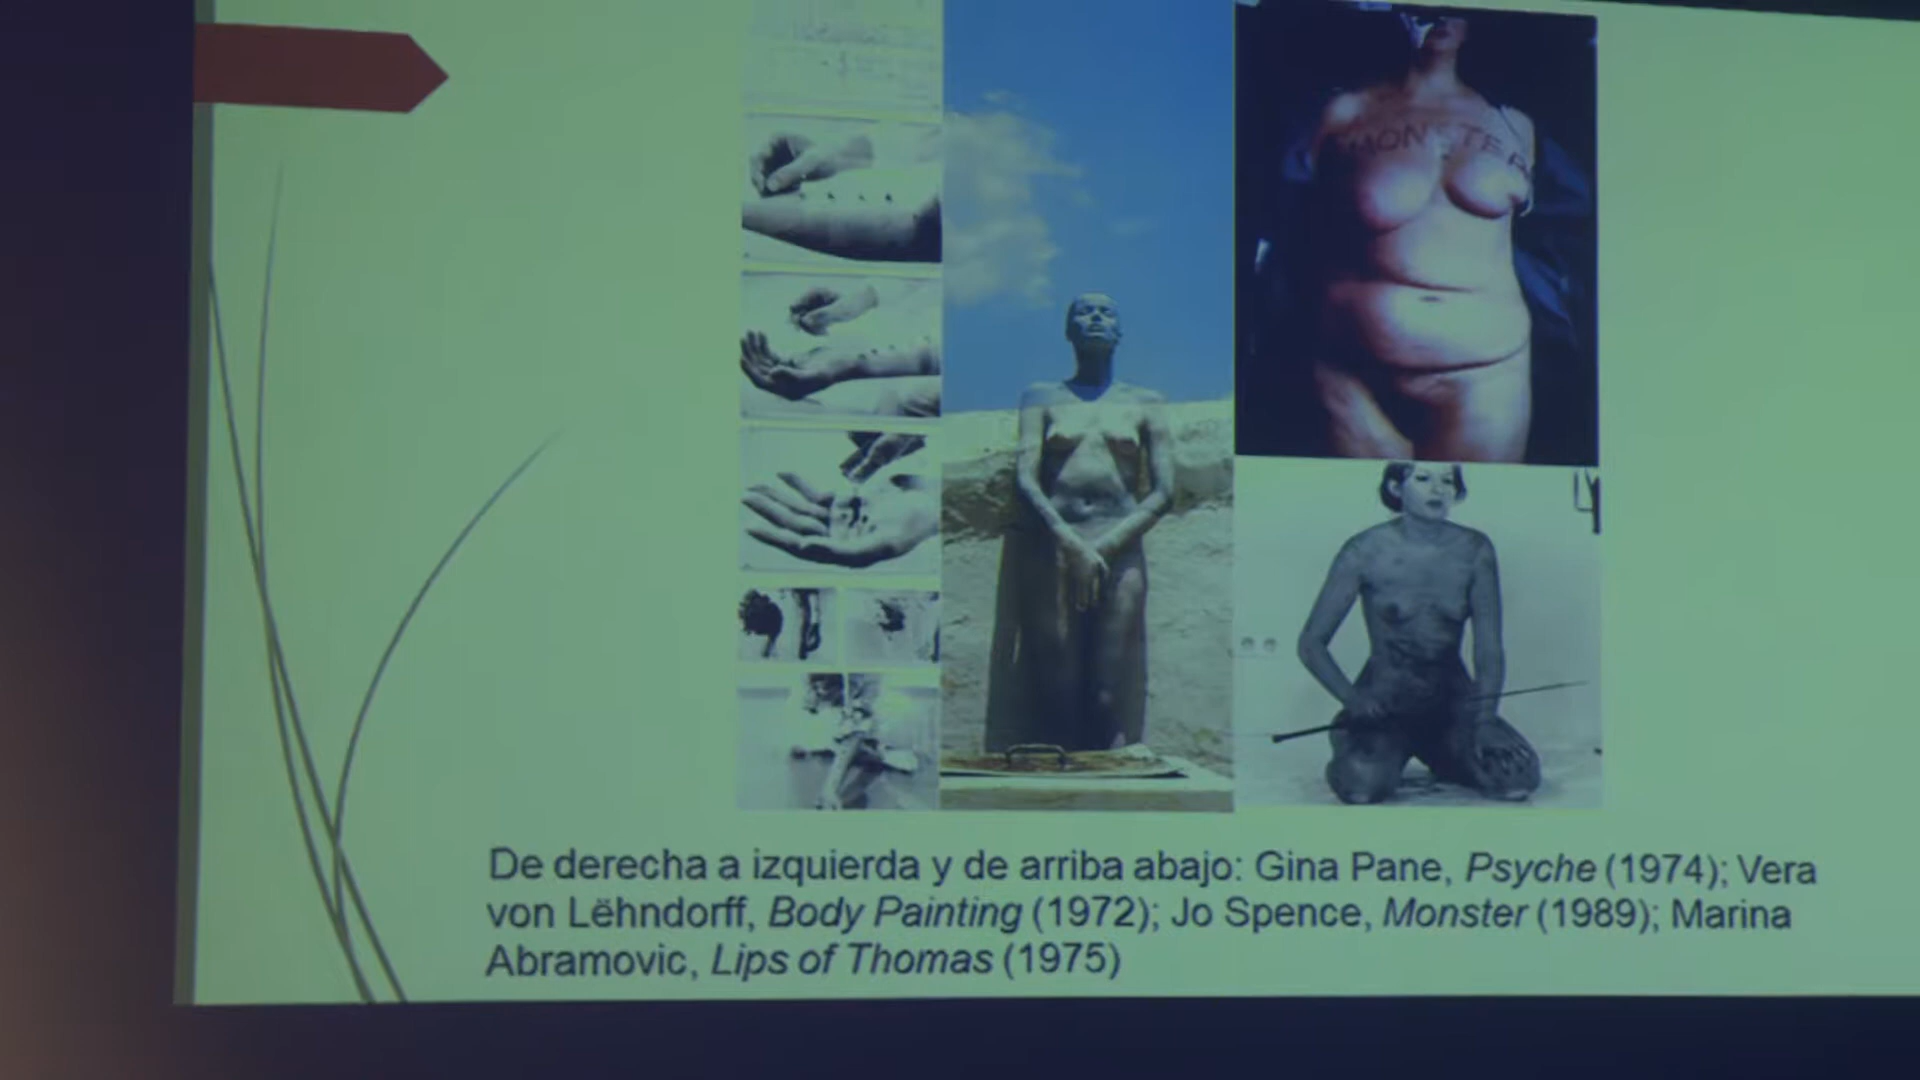 MONSTER
De derecha a izquierda y de arriba abajo: Gina Pane, Psyche (1974); Vera
von Lëhndorff, Body Painting (1972); Jo Spence, Monster (1989); Marina
Abramovic, Lips of Thomas (1975)